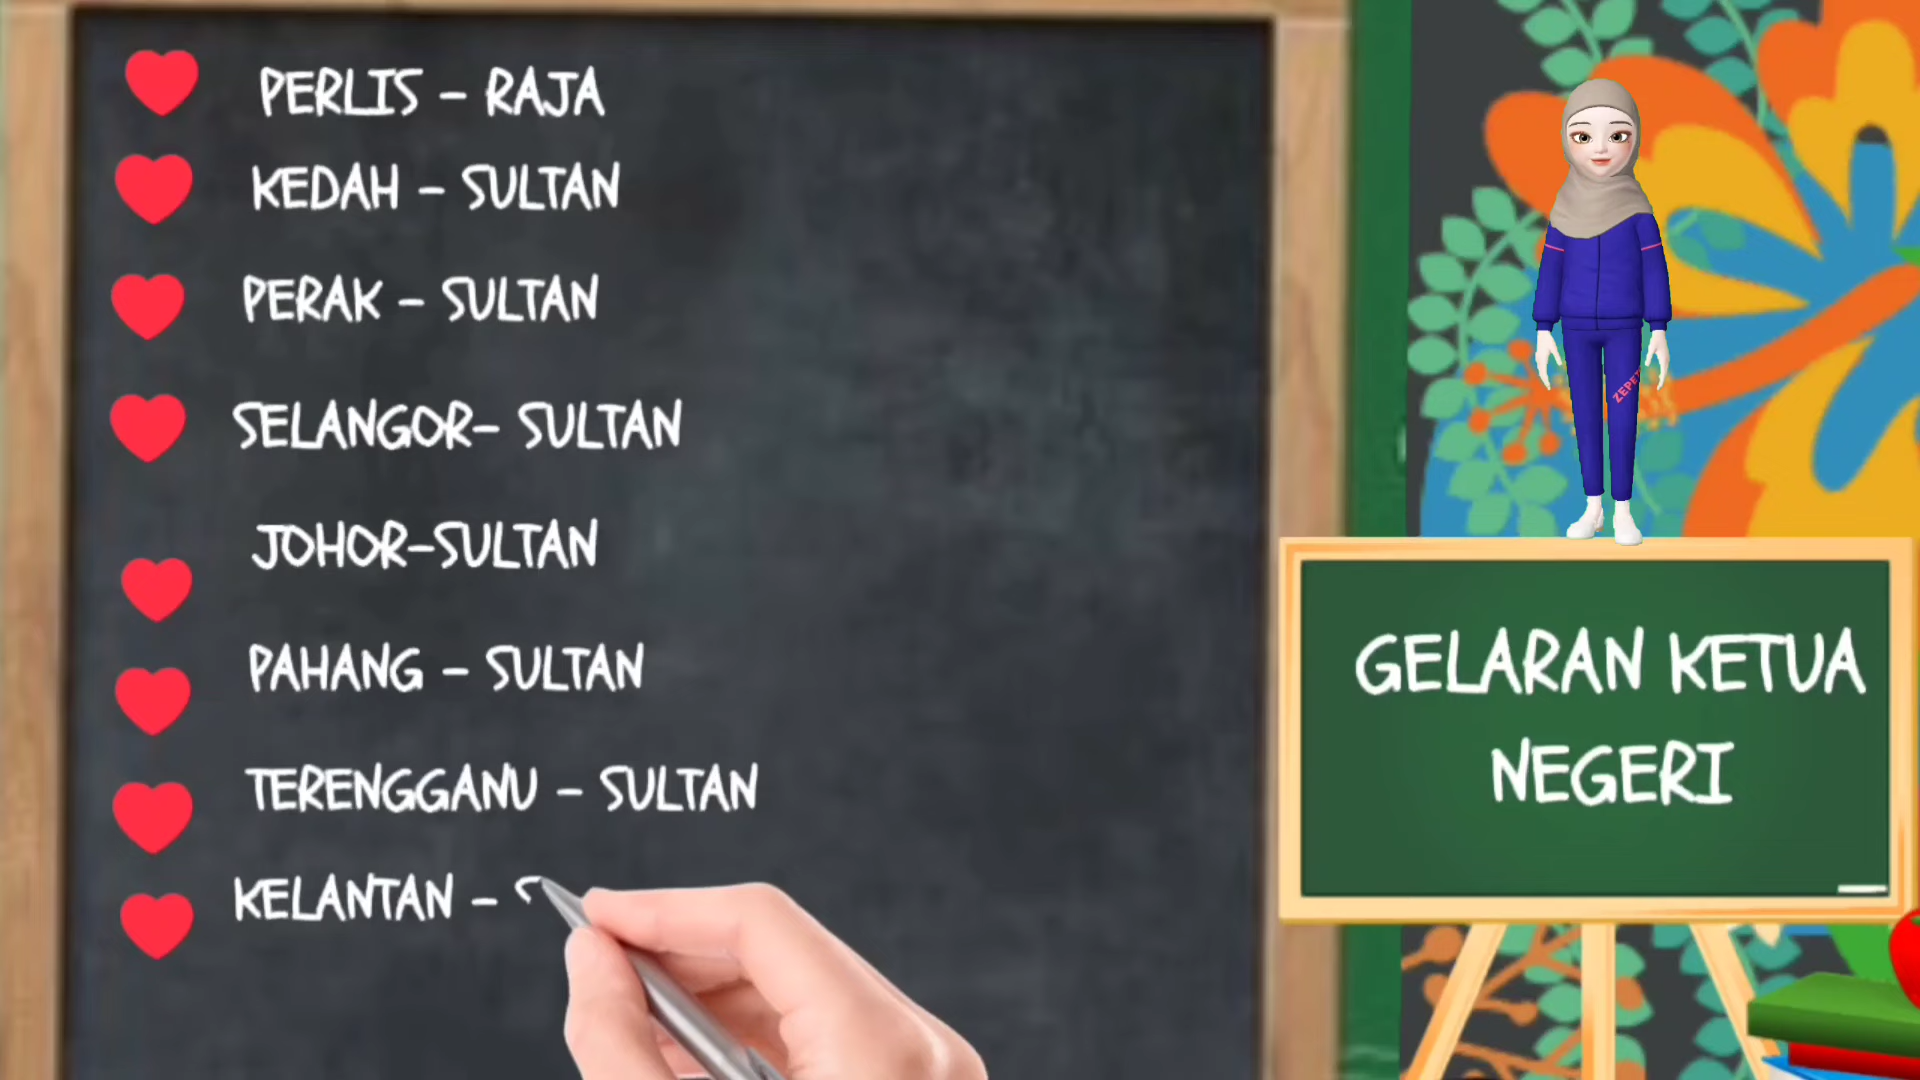 PERLIS - RAJA
KEDAH - SULTAN
PERAK - SULTAN
SELANGOR- SULTAN
JOHOR-SULTAN
PAHANG - SULTAN
TERENGGANU - SULTAN
KELANTAN -
GELARAN KETUA
NEGERI